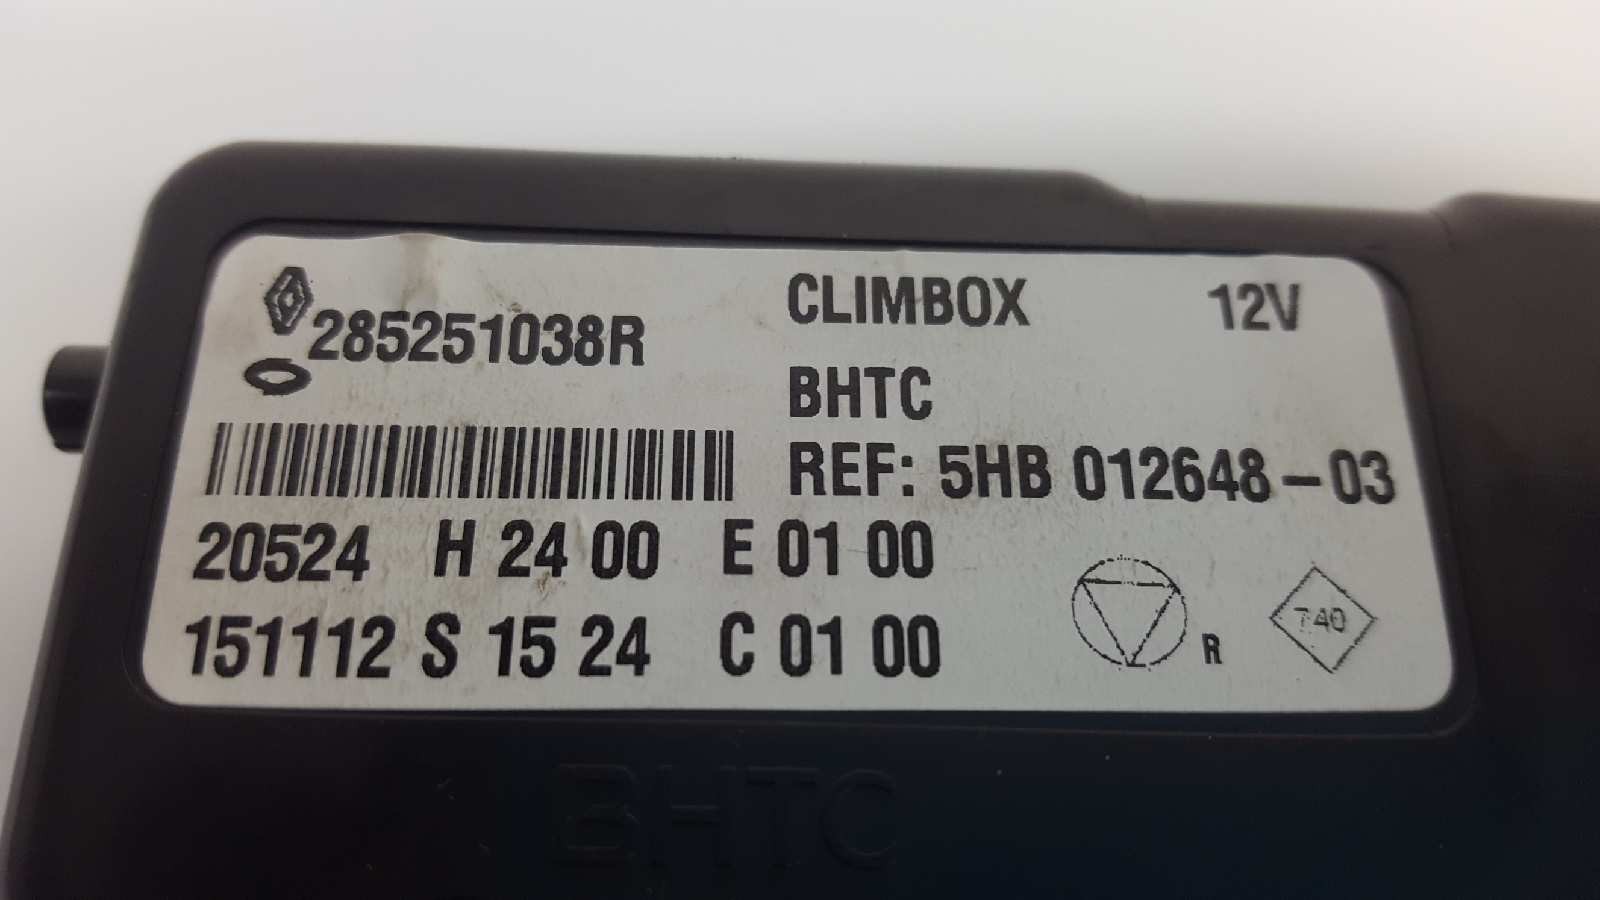 285251038R
CLIMBOX 12V
BHTC
REF: 5HB 012648-03
20524 H 24 00 E 01 00
151112 S 15 24 C 01 00
R
740
BHTC